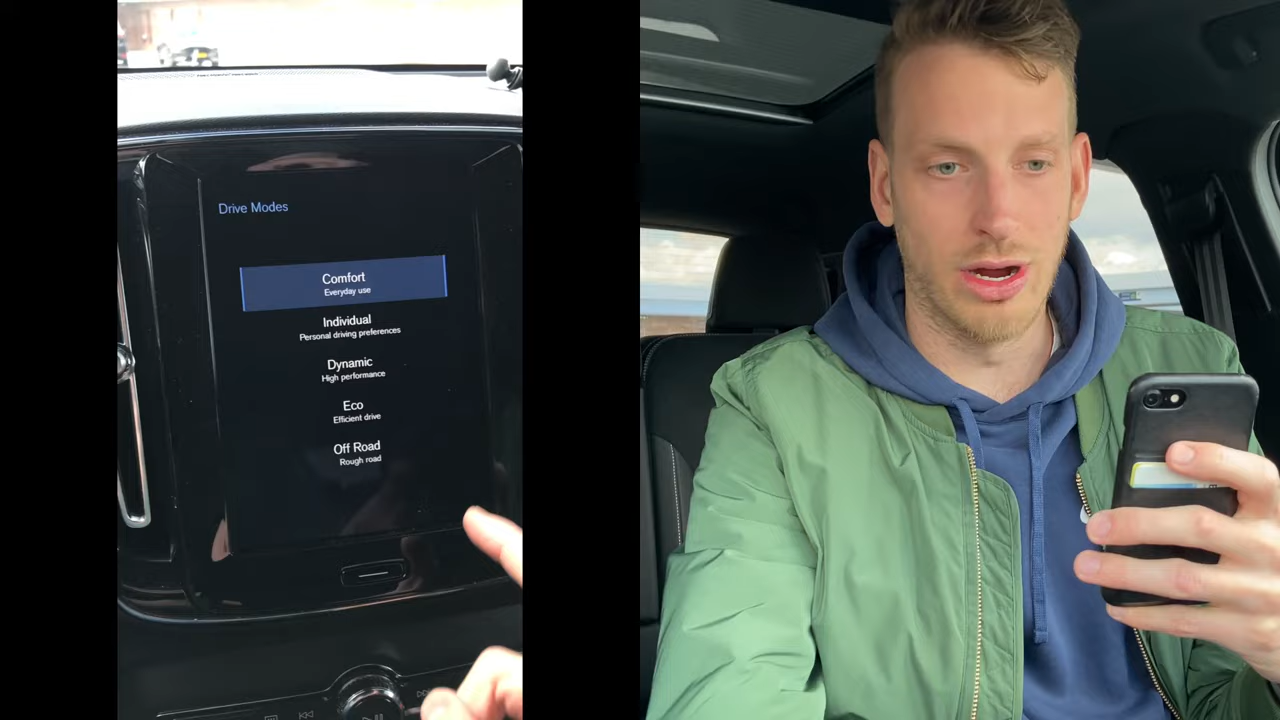 Drive Modes
Comfort
Everyday use
Individual
Personal driving preferences
Dynamic
High performance
Eco
Efficient drive
Off Road
Rough road